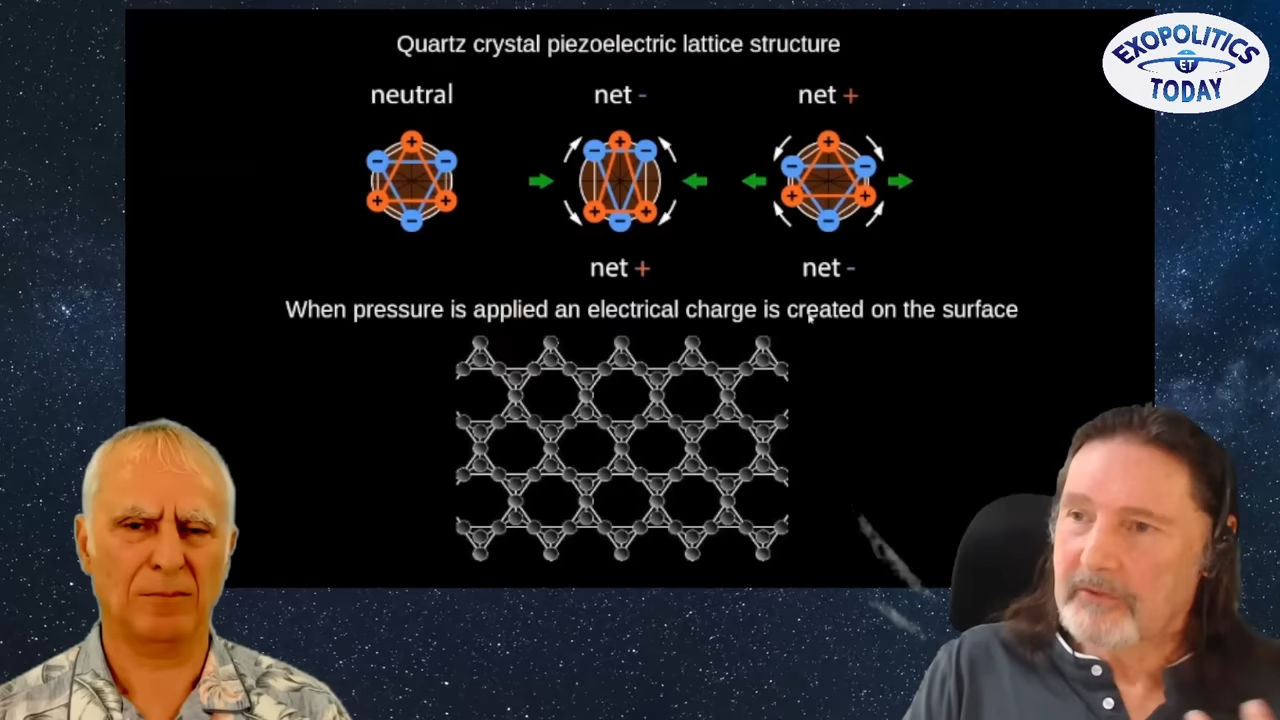 Quartz crystal piezoelectric lattice structure
EXOPOLITICS
ET
TODAY
neutral
net -
net +
+
−
−
+
+
−
+
−
−
+
+
−
+
−
−
+
+
−
net +
net -
When pressure is applied an electrical charge is created on the surface